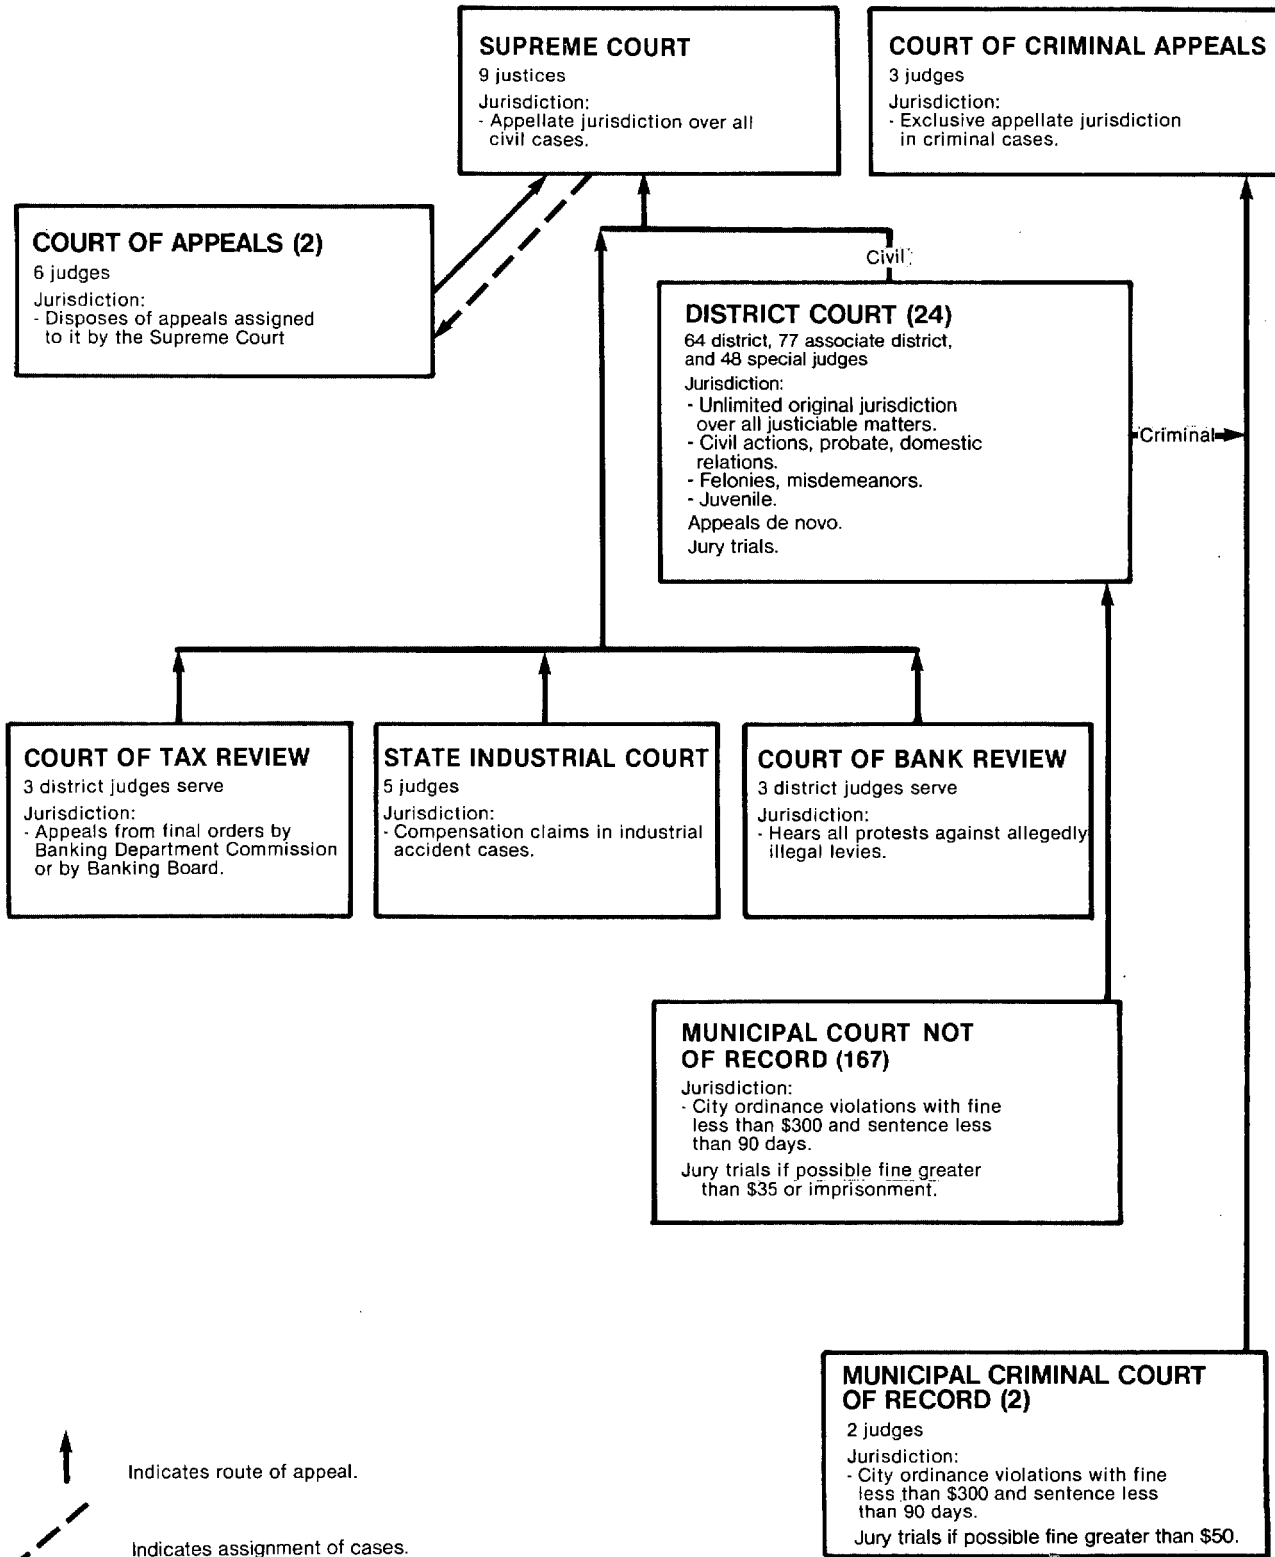 SUPREME COURT
9 justices
Jurisdiction:
- Appellate jurisdiction over all
civil cases.
COURT OF CRIMINAL APPEALS
3 judges
Jurisdiction:
- Exclusive appellate jurisdiction
in criminal cases.
COURT OF APPEALS (2)
6 judges
Jurisdiction:
- Disposes of appeals assigned
to it by the Supreme Court
Civil
DISTRICT COURT (24)
64 district, 77 associate district,
and 48 special judges
Jurisdiction:
- Unlimited original jurisdiction
over all justiciable matters.
- Civil actions, probate, domestic
relations.
- Felonies, misdemeanors.
- Juvenile.
Appeals de novo.
Jury trials.
Criminal
COURT OF TAX REVIEW
3 district judges serve
Jurisdiction:
- Appeals from final orders by
Banking Department Commission
or by Banking Board.
STATE INDUSTRIAL COURT
5 judges
Jurisdiction:
- Compensation claims in industrial
accident cases.
COURT OF BANK REVIEW
3 district judges serve
Jurisdiction:
- Hears all protests against allegedly
illegal levies.
MUNICIPAL COURT NOT
OF RECORD (167)
Jurisdiction:
- City ordinance violations with fine
less than $300 and sentence less
than 90 days.
Jury trials if possible fine greater
than $35 or imprisonment.
MUNICIPAL CRIMINAL COURT
OF RECORD (2)
2 judges
Jurisdiction:
- City ordinance violations with fine
less than $300 and sentence less
than 90 days.
Jury trials if possible fine greater than $50.
Indicates route of appeal.
Indicates assignment of cases.